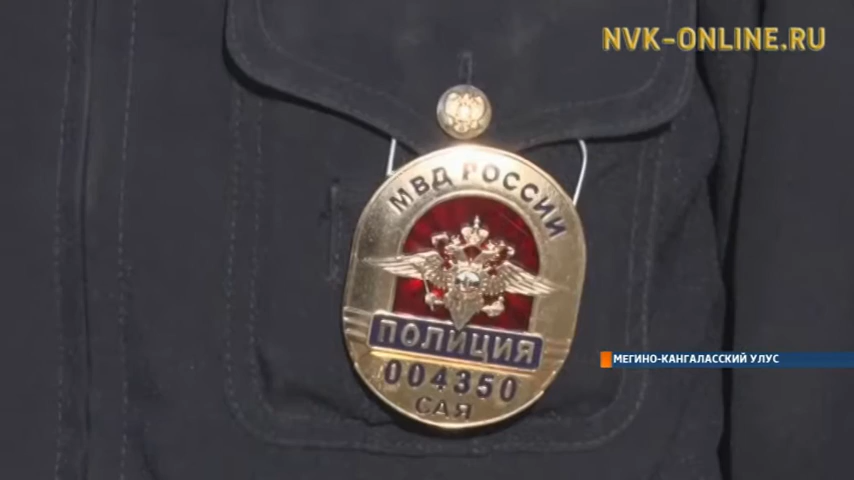 NVK-ONLINE.RU
МВД РОССИИ
ПОЛИЦИЯ
004350
САЯ
МЕГИНО-КАНГАЛАССКИЙ УЛУС